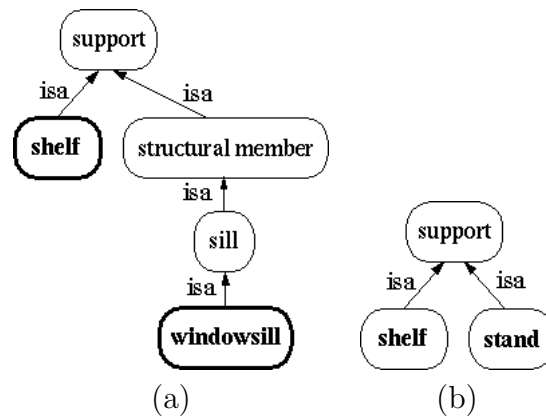 support
isa
isa
shelf
structural member
isa
sill
isa
windowsill
(a)
support
isa
isa
shelf
stand
(b)